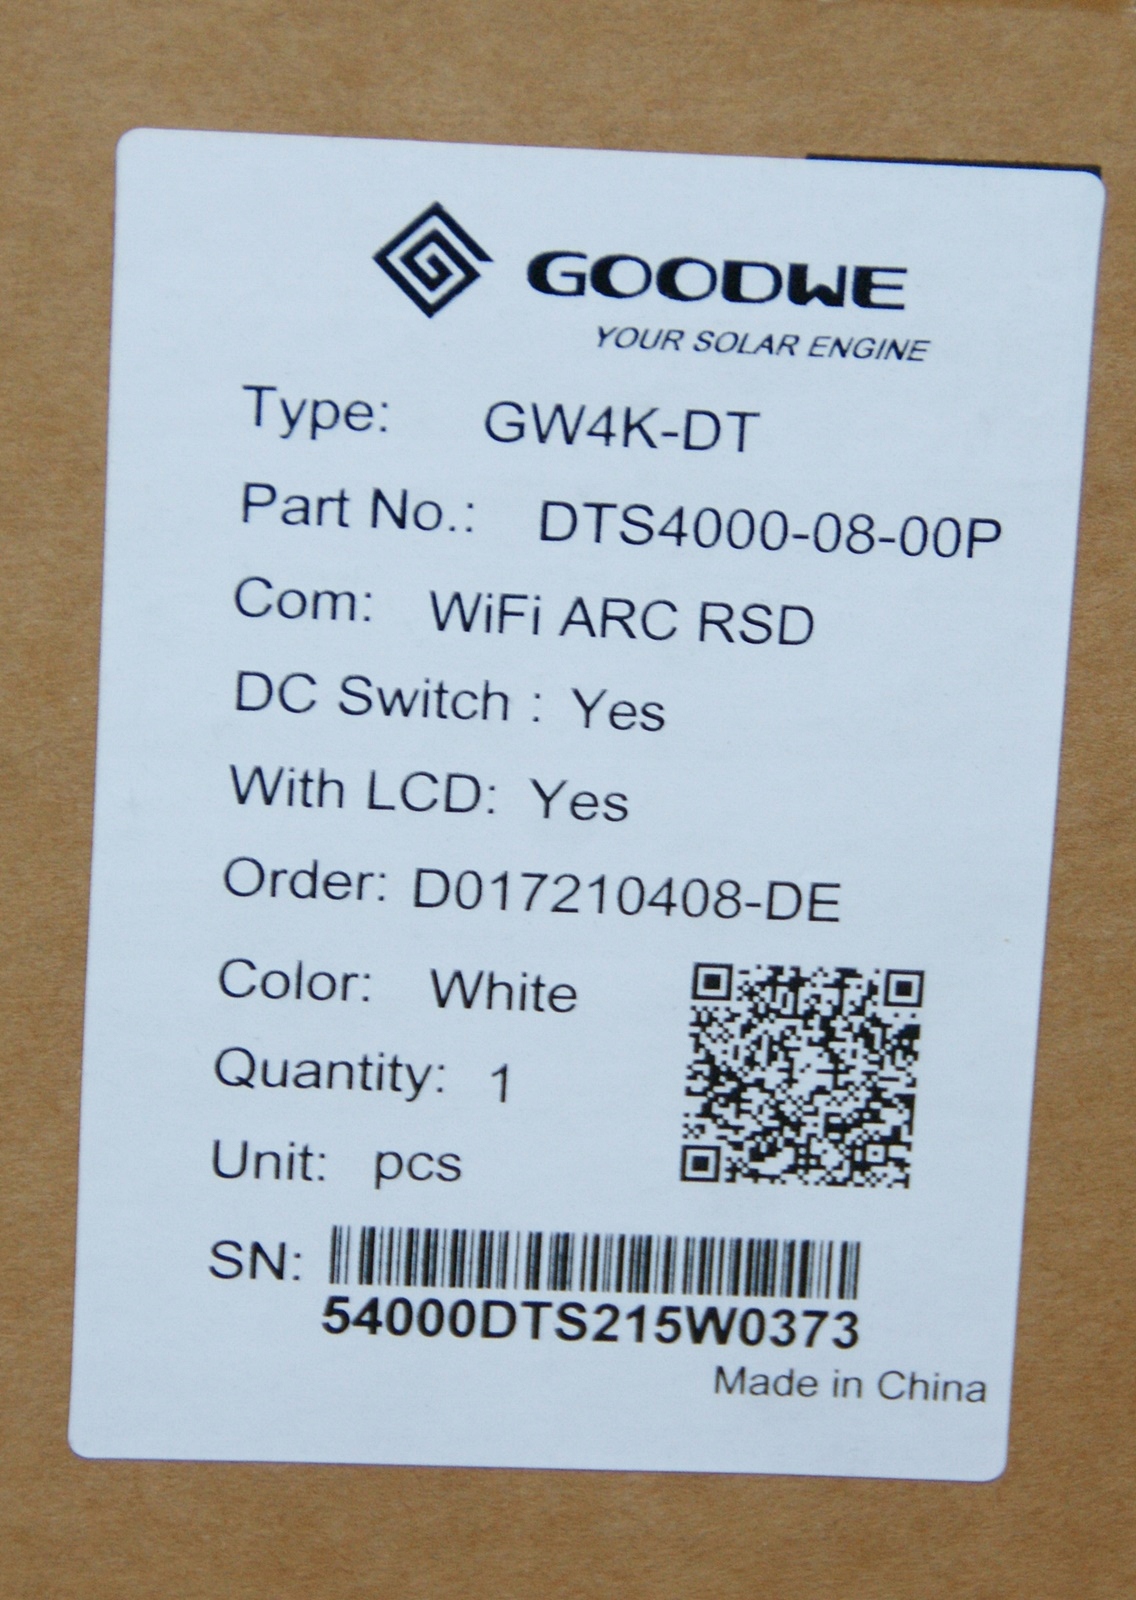 GOODWE
YOUR SOLAR ENGINE
Type: GW4K-DT
Part No.: DTS4000-08-00P
Com: WiFi ARC RSD
DC Switch : Yes
With LCD: Yes
Order: D017210408-DE
Color: White
Quantity: 1
Unit: pcs
SN:
54000DTS215W0373
Made in China